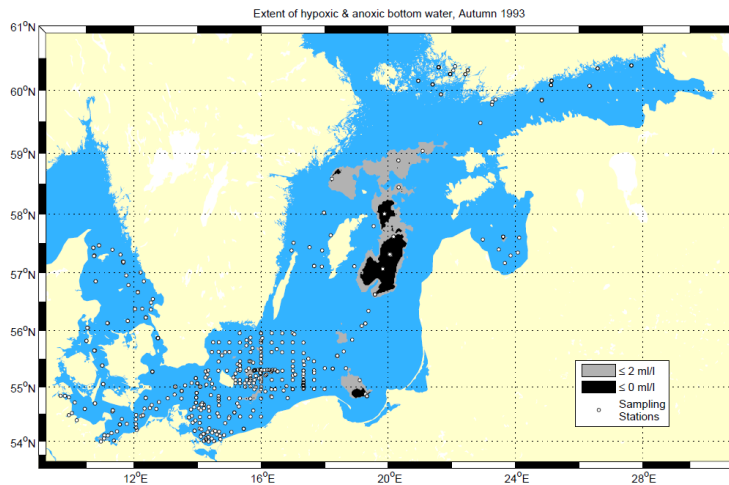 Extent of hypoxic & anoxic bottom water, Autumn 1993
61°N
60°N
59°N
58°N
57°N
56°N
55°N
54°N
≤ 2 ml/l
≤ 0 ml/l
Sampling
Stations
12°E
16°E
20°E
24°E
28°E